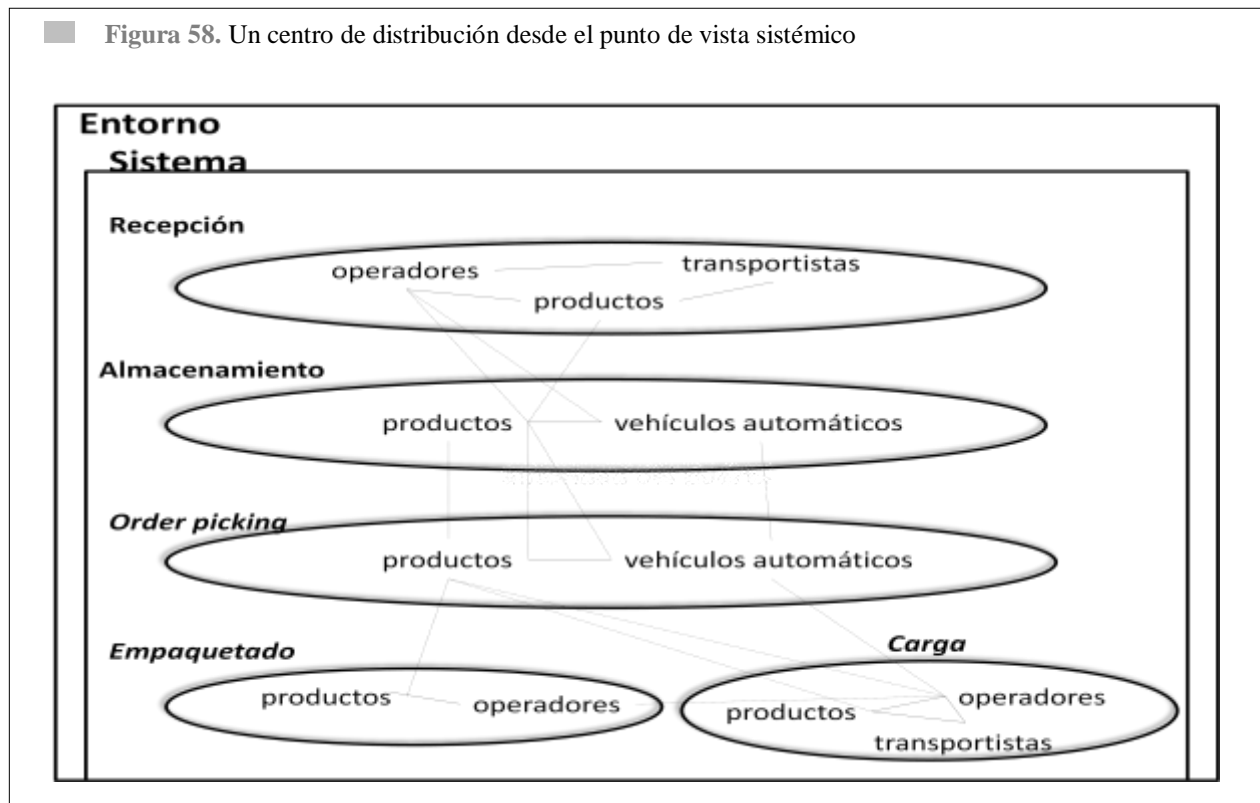 Figura 58. Un centro de distribución desde el punto de vista sistémico
Entorno
Sistema
Recepción
operadores
transportistas
productos
Almacenamiento
productos
vehículos automáticos
Order picking
productos
vehículos automáticos
Empaquetado
productos
operadores
Carga
operadores
productos
transportistas